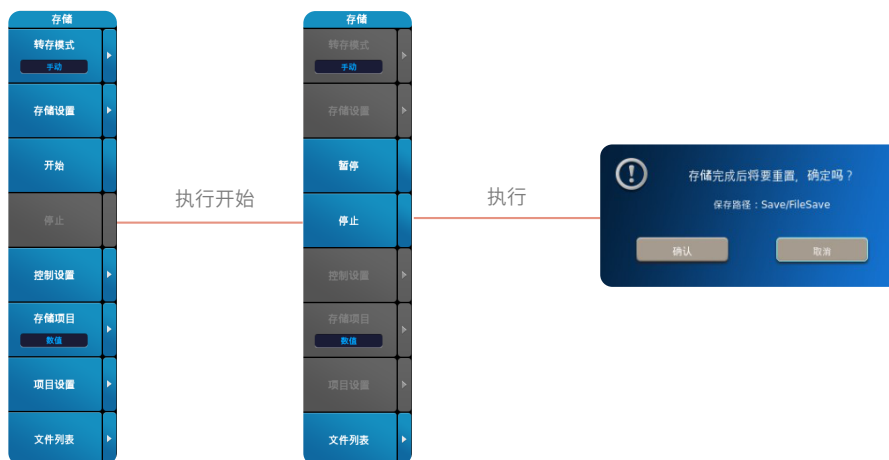 存储
转存模式
手动
存储设置
开始
停止
控制设置
存储项目
数值
项目设置
文件列表
执行开始
存储
转存模式
手动
存储设置
暂停
停止
控制设置
存储项目
数值
项目设置
文件列表
执行
存储完成后将要重置，确定吗？
保存路径：Save/FileSave
确认
取消